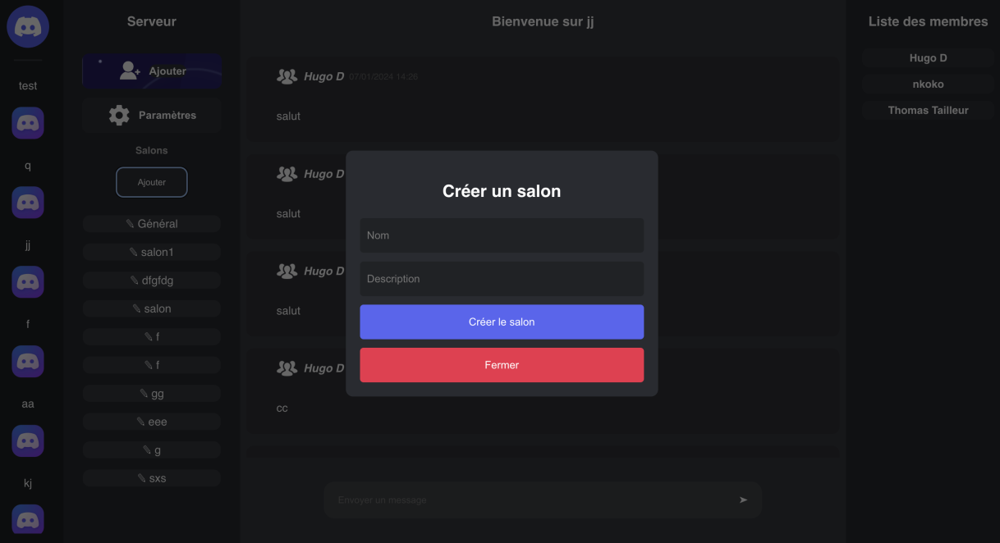 Serveur
Bienvenue sur jj
Liste des membres
test
q
jj
f
aa
kj
Ajouter
Paramètres
Salons
Ajouter
✎ Général
✎ salon1
✎ dfgfdg
✎ salon
✎ f
✎ f
✎ gg
✎ eee
✎ g
✎ sxs
Hugo D 07/01/2024 14:26
salut
Hugo D
salut
Hugo D
salut
Hugo D
cc
Envoyer un message
Créer un salon
Nom
Description
Créer le salon
Fermer
Hugo D
nkoko
Thomas Tailleur